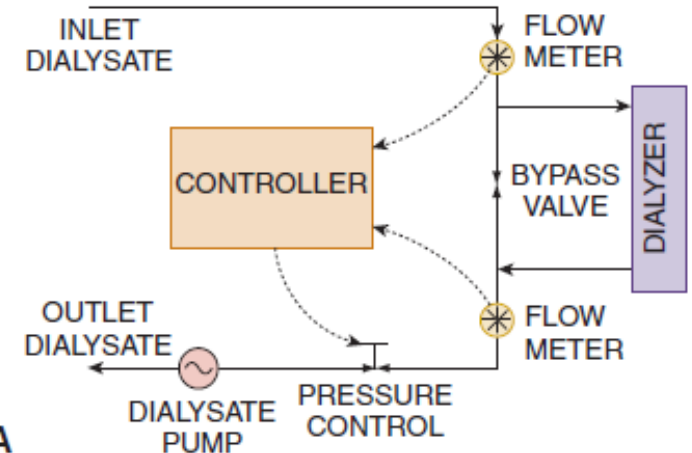 INLET
DIALYSATE
FLOW
METER
CONTROLLER
BYPASS
VALVE
DIALYZER
OUTLET
DIALYSATE
FLOW
METER
DIALYSATE
PUMP
PRESSURE
CONTROL
A